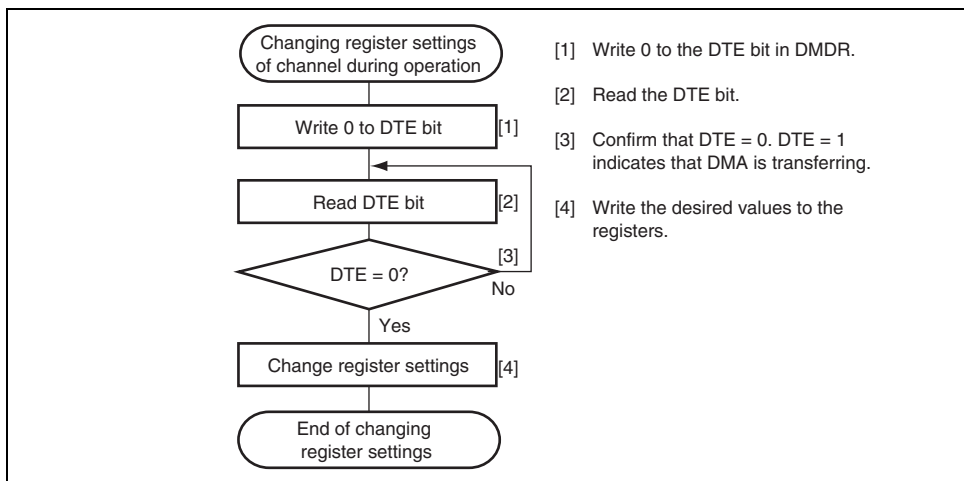 Changing register settings
of channel during operation
Write 0 to DTE bit
[1]
Read DTE bit
[2]
DTE = 0?
[3]
No
Yes
Change register settings
[4]
End of changing
register settings
[1] Write 0 to the DTE bit in DMDR.
[2] Read the DTE bit.
[3] Confirm that DTE = 0. DTE = 1
indicates that DMA is transferring.
[4] Write the desired values to the
registers.